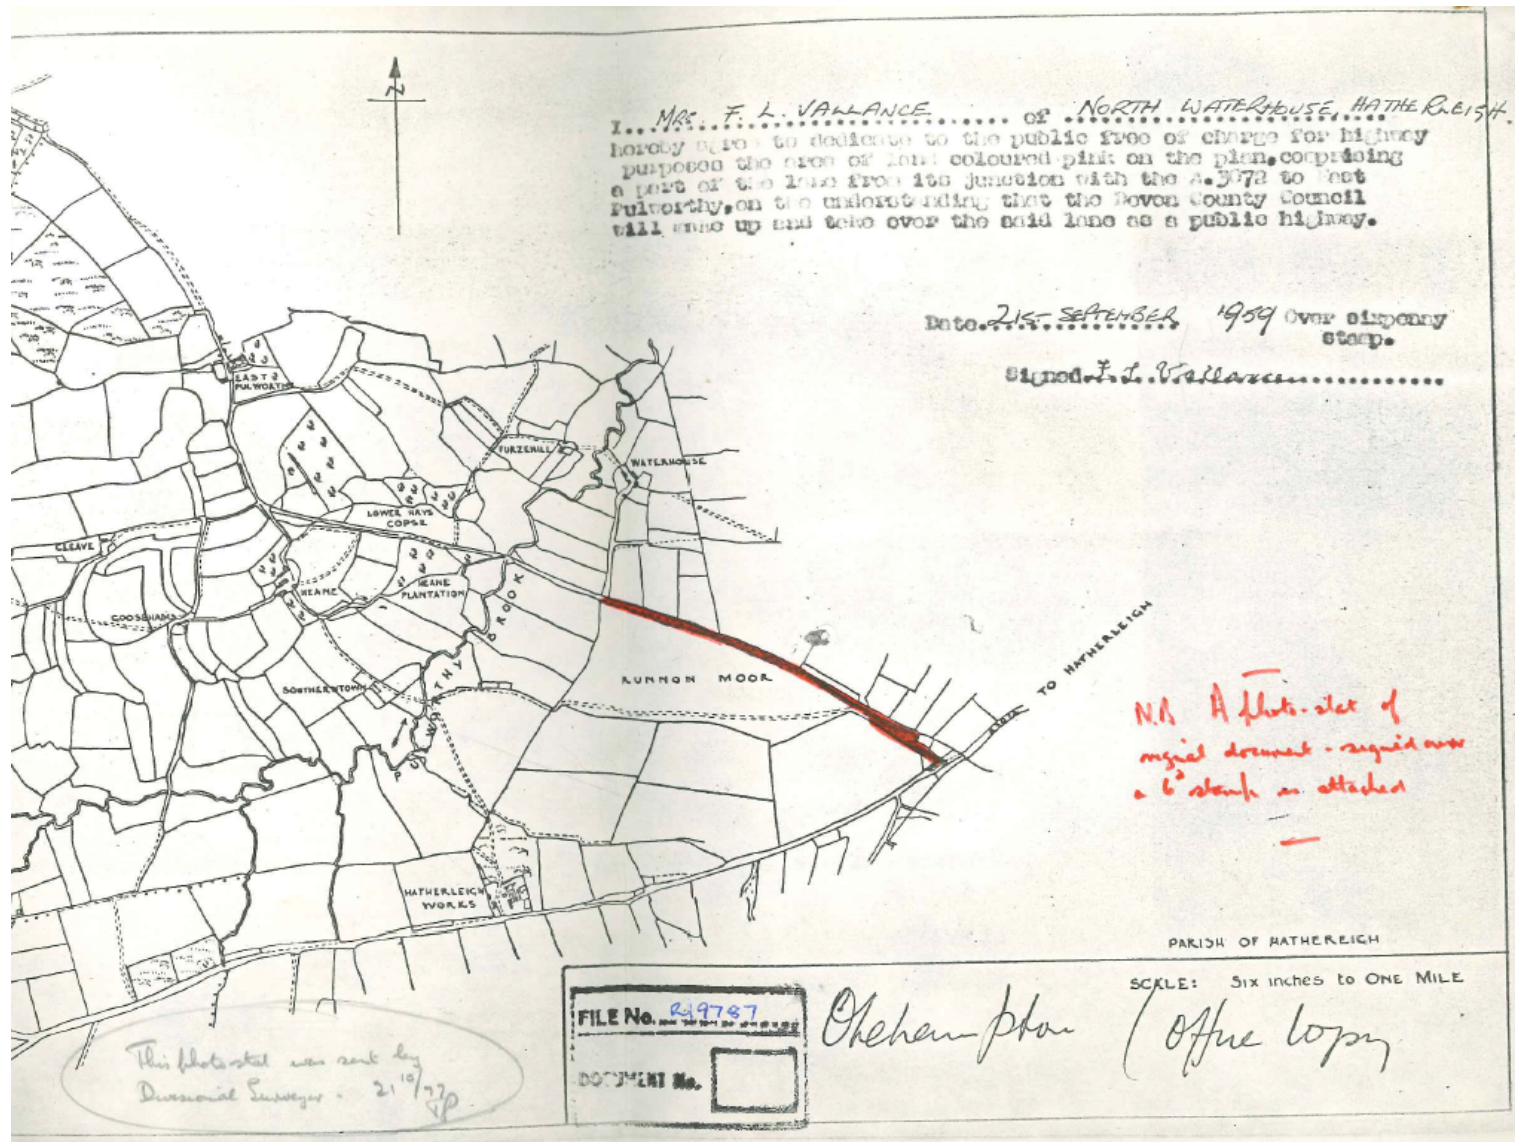 N
I... MRS. F. L. VALLANCE ... of NORTH WATERHOUSE, HATHERLEISH.
hereby agree to dedicate to the public free of charge for highway
purposes the area of land coloured pink on the plan, comprising
a part of the lane from its junction with the A.3072 to East
Pulworthy, on the understanding that the Devon County Council
will make up and take over the said lane as a public highway.
Date. 21st SEPTEMBER 1959 Over sixpenny
stamp.
Signed. F. L. Vallance
EAST
PULWORTHY
FURZEHILL
WATERHOUSE
LOWER HAYS
COPSE
CLEAVE
HEANE
HEANE
PLANTATION
GOOSEHAMS
PULWORTHY BROOK
SOUTHERNTOWN
RUNNON MOOR
TO HATHERLEIGH
A3072
N.B A photo-stat of
original document - signed over
a 6d stamp is attached
HATHERLEIGH
WORKS
PARISH OF HATHEREIGH
SCALE: SIX inches to ONE MILE
FILE No. R19787
DOCUMENT No.
Okehampton (Office Copy
This photostat was sent by
Divisional Surveyor - 21/10/77